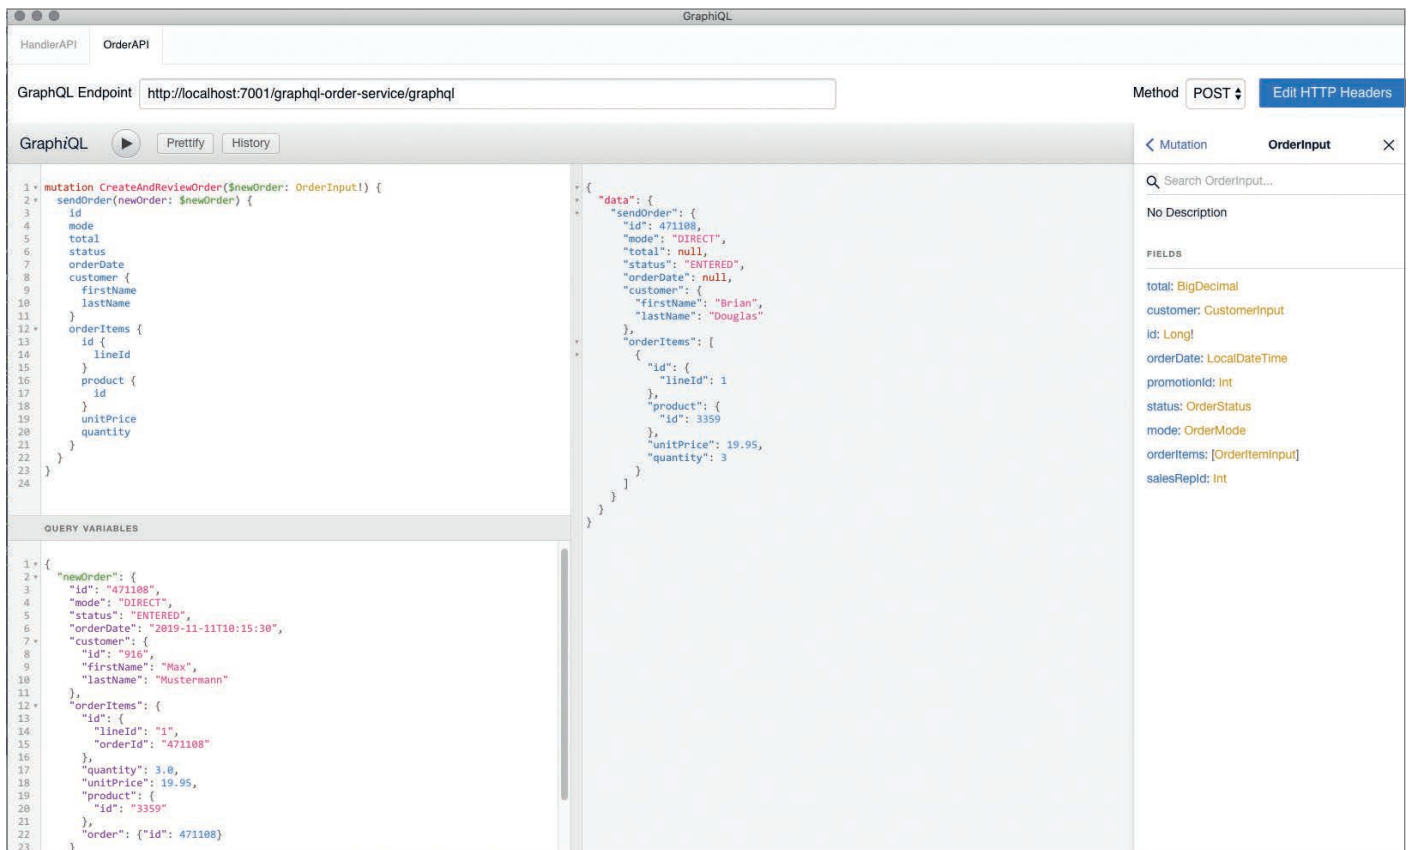 GraphiQL
HandlerAPI OrderAPI
GraphQL Endpoint http://localhost:7001/graphql-order-service/graphql Method POST Edit HTTP Headers
GraphiQL Prettify History
1 mutation CreateAndReviewOrder($newOrder: OrderInput!) {
2 sendOrder(newOrder: $newOrder) {
3 id
4 mode
5 total
6 status
7 orderDate
8 customer {
9 firstName
10 lastName
11 }
12 orderItems {
13 id {
14 lineId
15 }
16 product {
17 id
18 }
19 unitPrice
20 quantity
21 }
22 }
23 }
24
QUERY VARIABLES
1 {
2 "newOrder": {
3 "id": "471108",
4 "mode": "DIRECT",
5 "status": "ENTERED",
6 "orderDate": "2019-11-11T10:15:30",
7 "customer": {
8 "id": "916",
9 "firstName": "Max",
10 "lastName": "Mustermann"
11 },
12 "orderItems": {
13 "id": {
14 "lineId": "1",
15 "orderId": "471108"
16 },
17 "quantity": 3.0,
18 "unitPrice": 19.95,
19 "product": {
20 "id": "3359"
21 },
22 "order": {"id": 471108}
23 }
{
"data": {
"sendOrder": {
"id": 471108,
"mode": "DIRECT",
"total": null,
"status": "ENTERED",
"orderDate": null,
"customer": {
"firstName": "Brian",
"lastName": "Douglas"
},
"orderItems": [
{
"id": {
"lineId": 1
},
"product": {
"id": 3359
},
"unitPrice": 19.95,
"quantity": 3
}
]
}
}
}
Mutation OrderInput
Search OrderInput...
No Description
FIELDS
total: BigDecimal
customer: CustomerInput
id: Long!
orderDate: LocalDateTime
promotionId: Int
status: OrderStatus
mode: OrderMode
orderItems: [OrderItemInput]
salesRepId: Int